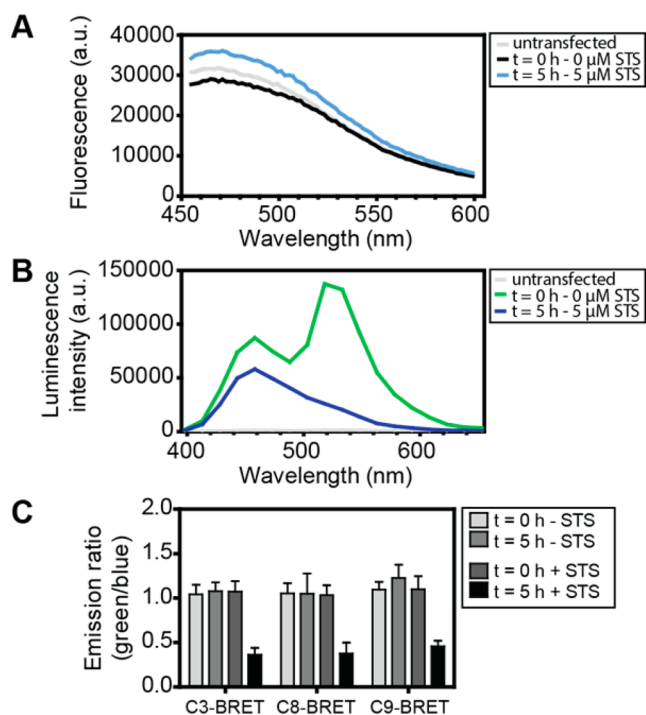 A
Fluorescence (a.u.)
40000
30000
20000
10000
0
450
500
550
600
Wavelength (nm)
untransfected
t = 0 h - 0 µM STS
t = 5 h - 5 µM STS
B
Luminescence
intensity (a.u.)
150000
100000
50000
0
400
500
600
Wavelength (nm)
untransfected
t = 0 h - 0 µM STS
t = 5 h - 5 µM STS
C
Emission ratio
(green/blue)
2.0
1.5
1.0
0.5
0.0
C3-BRET
C8-BRET
C9-BRET
t = 0 h - STS
t = 5 h - STS
t = 0 h + STS
t = 5 h + STS